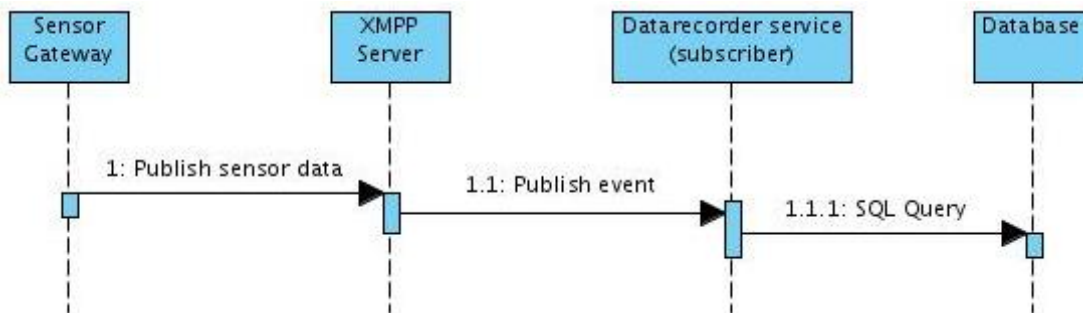 Sensor
Gateway
XMPP
Server
Datarecorder service
(subscriber)
Database
1: Publish sensor data
1.1: Publish event
1.1.1: SQL Query